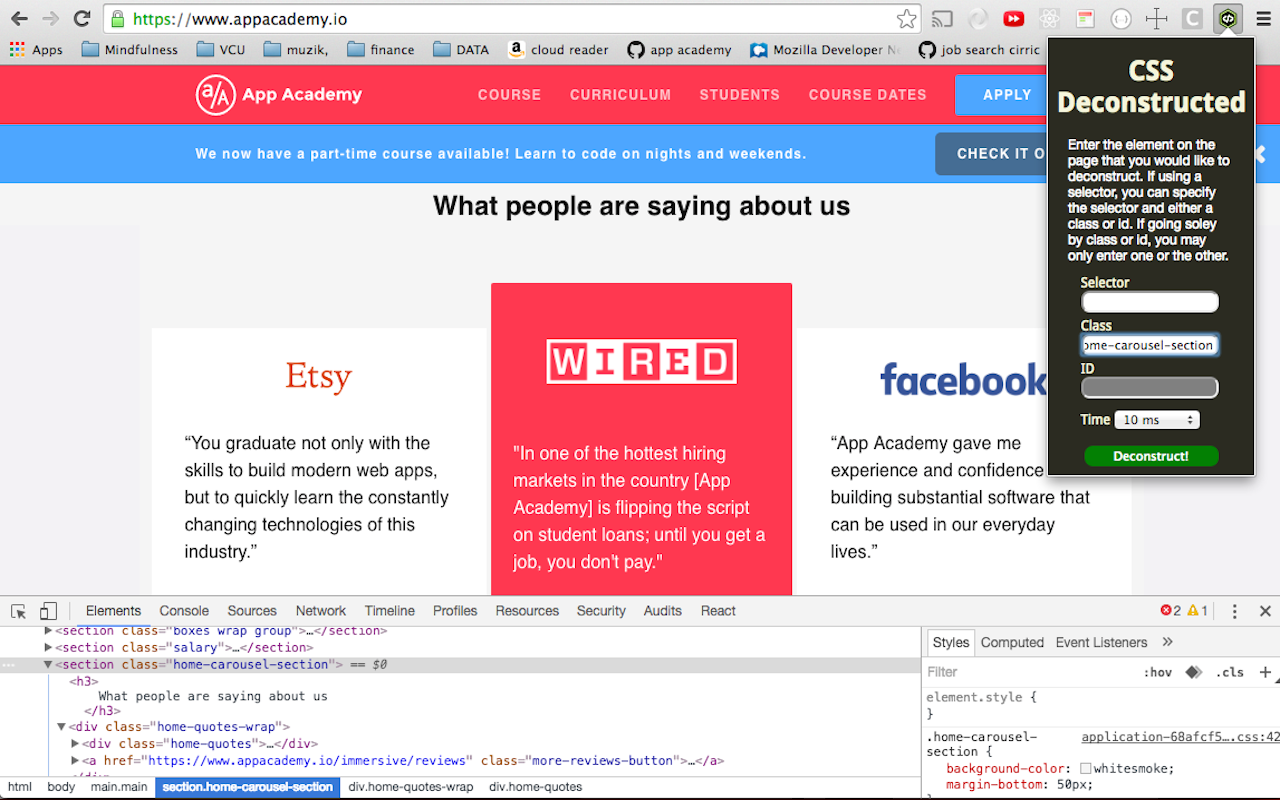 https://www.appacademy.io
Apps Mindfulness VCU muzik, finance DATA cloud reader app academy Mozilla Developer Ne job search cirric
a/A App Academy COURSE CURRICULUM STUDENTS COURSE DATES APPLY
We now have a part-time course available! Learn to code on nights and weekends. CHECK IT O
What people are saying about us
Etsy
“You graduate not only with the
skills to build modern web apps,
but to quickly learn the constantly
changing technologies of this
industry.”
WIRED
"In one of the hottest hiring
markets in the country [App
Academy] is flipping the script
on student loans; until you get a
job, you don't pay."
facebook
“App Academy gave me
experience and confidence
building substantial software that
can be used in our everyday
lives.”
CSS
Deconstructed
Enter the element on the
page that you would like to
deconstruct. If using a
selector, you can specify
the selector and either a
class or id. If going soley
by class or id, you may
only enter one or the other.
Selector
Class
ome-carousel-section
ID
Time 10 ms
Deconstruct!
Elements Console Sources Network Timeline Profiles Resources Security Audits React 2 1
<section class="boxes wrap group">…</section>
<section class="salary">…</section>
<section class="home-carousel-section"> == $0
<h3>
What people are saying about us
</h3>
<div class="home-quotes-wrap">
<div class="home-quotes">…</div>
<a href="https://www.appacademy.io/immersive/reviews" class="more-reviews-button">…</a>
</div>
html body main.main section.home-carousel-section div.home-quotes-wrap div.home-quotes
Styles Computed Event Listeners »
Filter :hov .cls +
element.style {
}
.home-carousel- application-68afcf5….css:42
section {
background-color: whitesmoke;
margin-bottom: 50px;
}